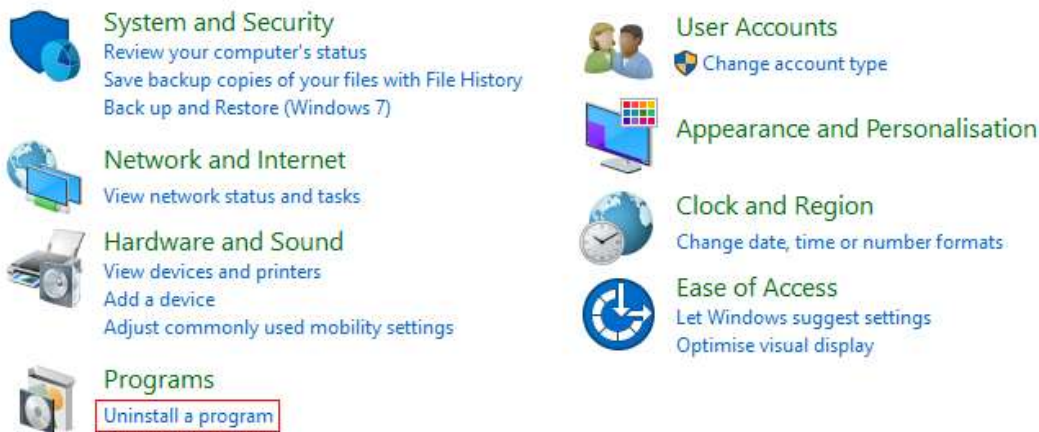 System and Security
Review your computer's status
Save backup copies of your files with File History
Back up and Restore (Windows 7)
Network and Internet
View network status and tasks
Hardware and Sound
View devices and printers
Add a device
Adjust commonly used mobility settings
Programs
Uninstall a program
User Accounts
Change account type
Appearance and Personalisation
Clock and Region
Change date, time or number formats
Ease of Access
Let Windows suggest settings
Optimise visual display